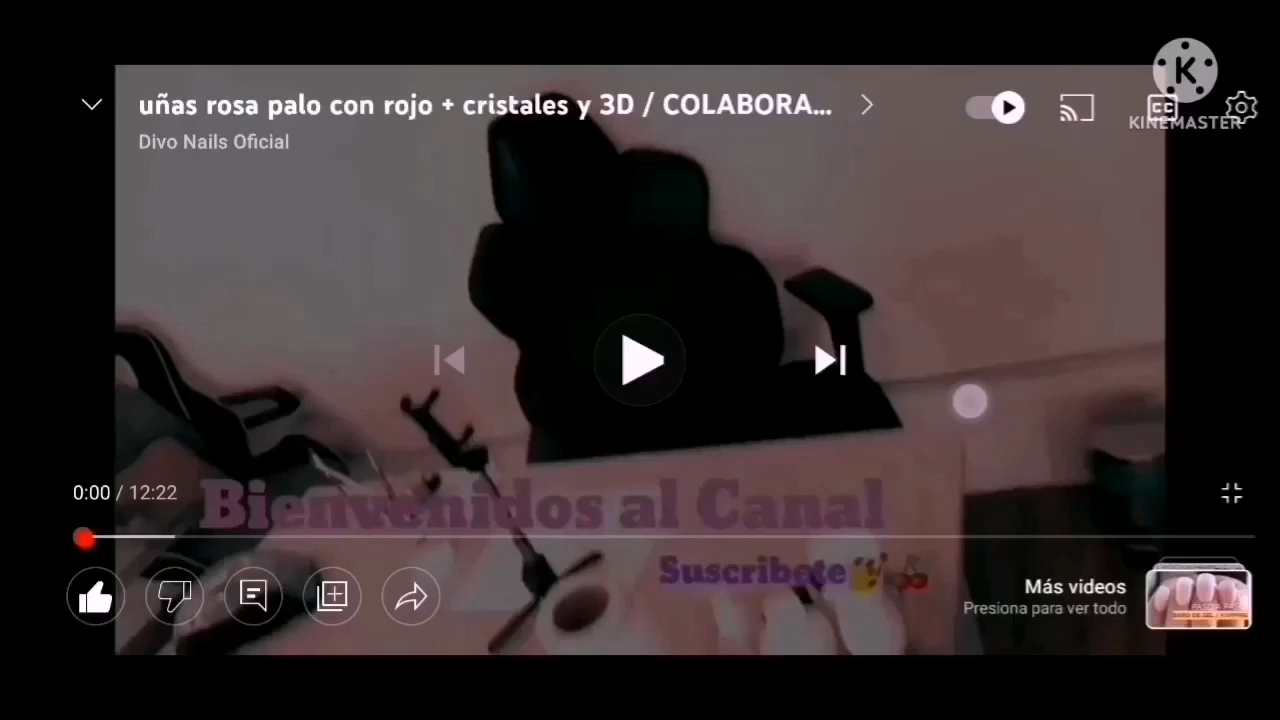 uñas rosa palo con rojo + cristales y 3D / COLABORA...
Divo Nails Oficial
CC
K
KINEMASTER
0:00 / 12:22
Bienvenidos al Canal
Suscribete
Más videos
Presiona para ver todo